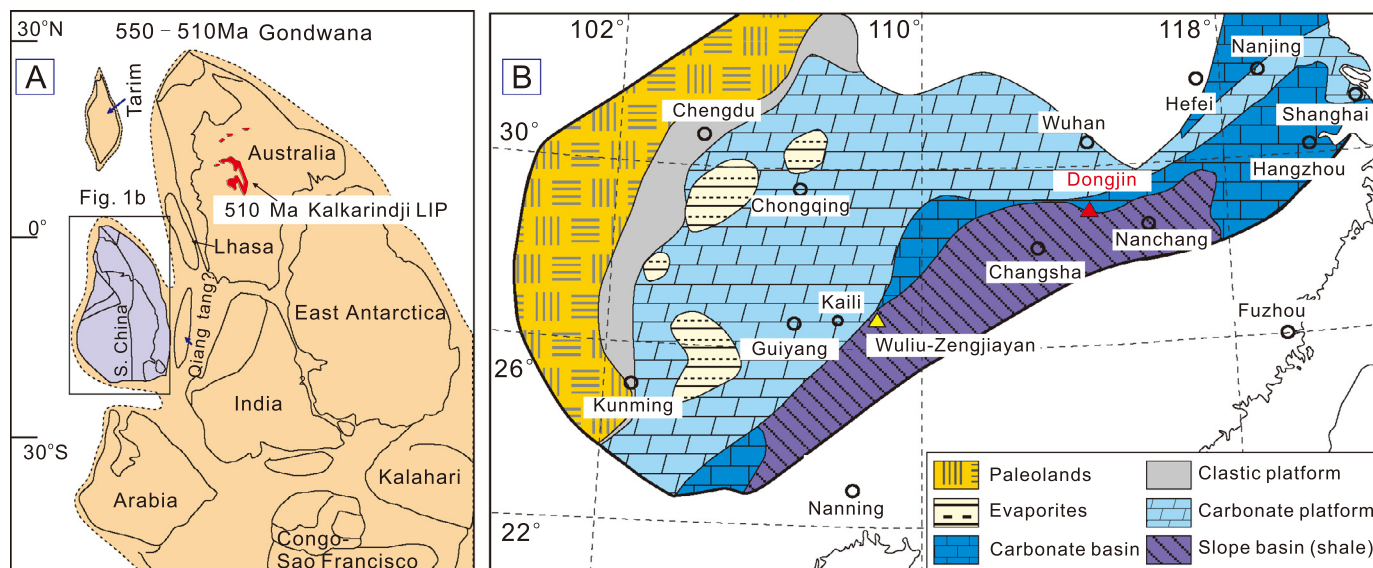 30°N
550–510Ma Gondwana
A
Tarim
Australia
Fig. 1b
510 Ma Kalkarindji LIP
0°
Lhasa
S. China
Qiang tang?
East Antarctica
India
30°S
Arabia
Kalahari
Congo-
Sao Francisco
B
102°
110°
118°
30°
26°
22°
Nanjing
Hefei
Shanghai
Hangzhou
Chengdu
Wuhan
Dongjin
Chongqing
Nanchang
Changsha
Kaili
Fuzhou
Guiyang
Wuliu-Zengjiayan
Kunming
Nanning
Paleolands
Clastic platform
Evaporites
Carbonate platform
Carbonate basin
Slope basin (shale)